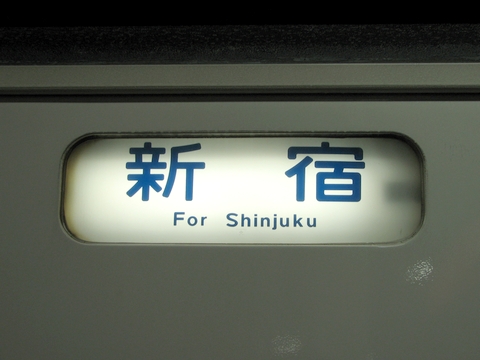 新宿
For Shinjuku